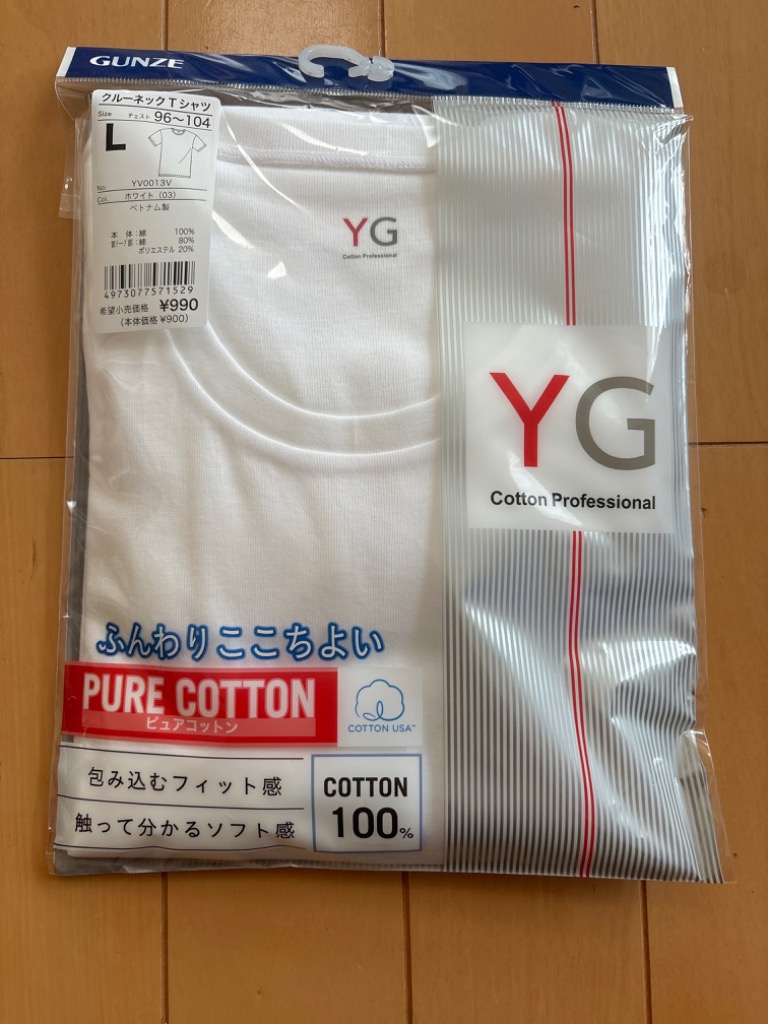 GUNZE
クルーネックTシャツ
Size チェスト 96〜104
L
No. YV0013V
Col. ホワイト (03)
ベトナム製
本 体:綿 100%
綿 80%
ポリエステル 20%
4973077571529
希望小売価格 ¥990
(本体価格 ¥900)
YG
Cotton Professional
YG
Cotton Professional
ふんわりここちよい
PURE COTTON
ピュアコットン
COTTON USA™
包み込むフィット感
触って分かるソフト感
COTTON
100%